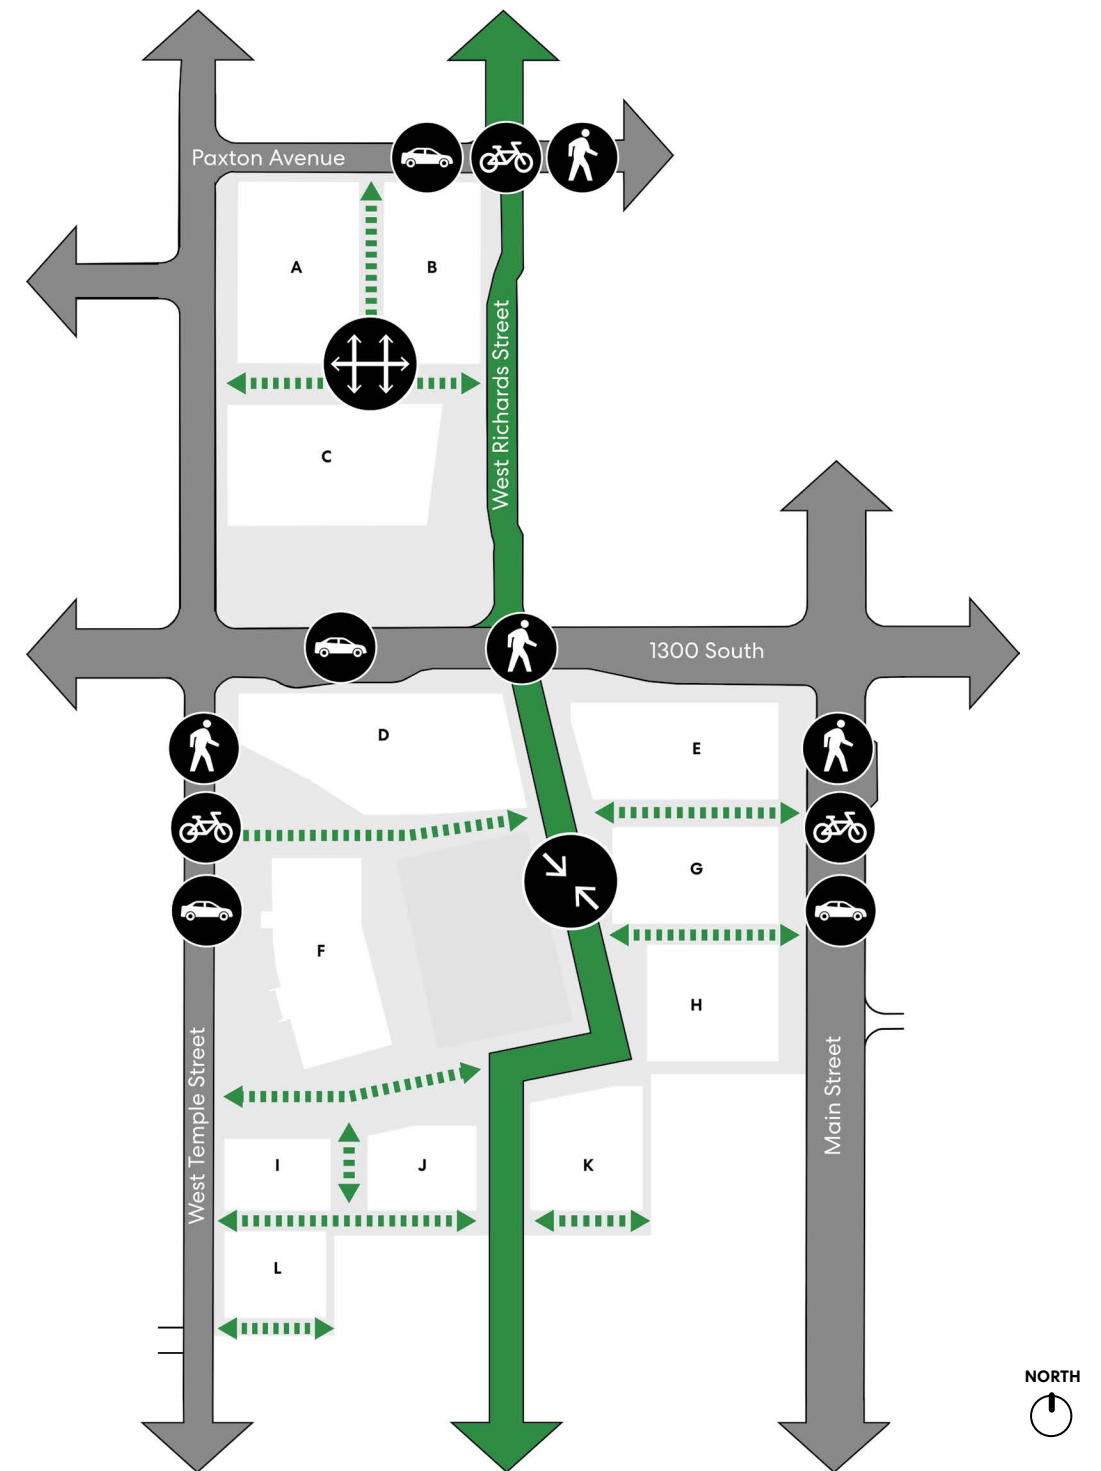 Paxton Avenue
A
B
West Richards Street
C
1300 South
D
E
G
F
H
West Temple Street
Main Street
I
J
K
L
NORTH